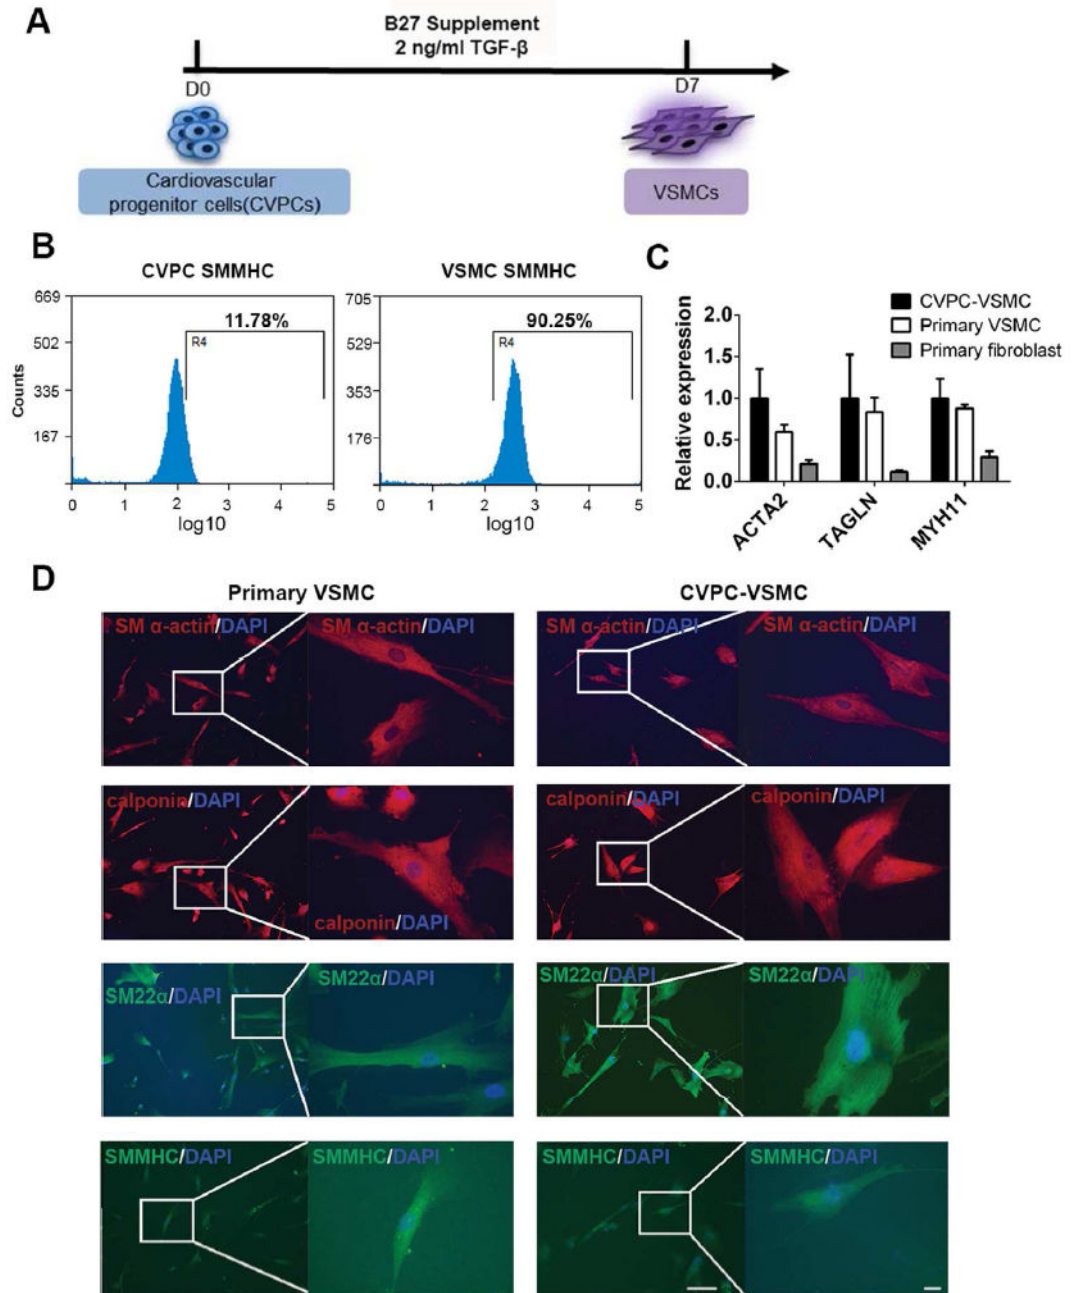 A
B27 Supplement
2 ng/ml TGF-β
D0
D7
Cardiovascular
progenitor cells(CVPCs)
VSMCs
B
CVPC SMMHC
669
502
335
167
Counts
11.78%
R4
0 1 2 3 4 5
log10
VSMC SMMHC
705
529
353
176
90.25%
R4
0 1 2 3 4 5
log10
C
CVPC-VSMC
Primary VSMC
Primary fibroblast
Relative expression
2.0
1.5
1.0
0.5
0.0
ACTA2
TAGLN
MYH11
D
Primary VSMC
CVPC-VSMC
SM α-actin/DAPI
SM α-actin/DAPI
SM α-actin/DAPI
SM α-actin/DAPI
calponin/DAPI
calponin/DAPI
calponin/DAPI
calponin/DAPI
SM22α/DAPI
SM22α/DAPI
SM22α/DAPI
SM22α/DAPI
SMMHC/DAPI
SMMHC/DAPI
SMMHC/DAPI
SMMHC/DAPI